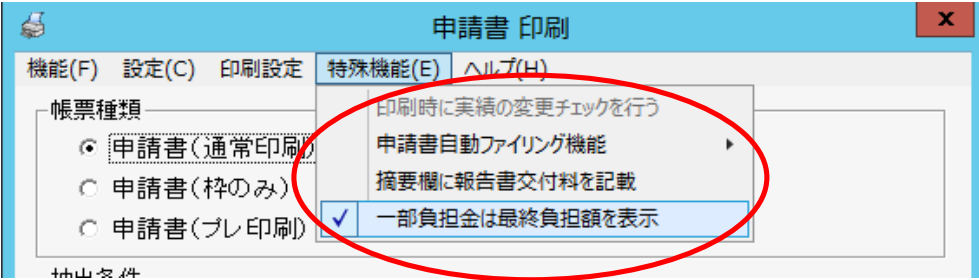 申請書 印刷
x
機能(F) 設定(C) 印刷設定 特殊機能(E) ヘルプ(H)
帳票種類
申請書(通常印刷)
申請書(枠のみ)
申請書(プレ印刷)
印刷時に実績の変更チェックを行う
申請書自動ファイリング機能
摘要欄に報告書交付料を記載
一部負担金は最終負担額を表示
抽出条件